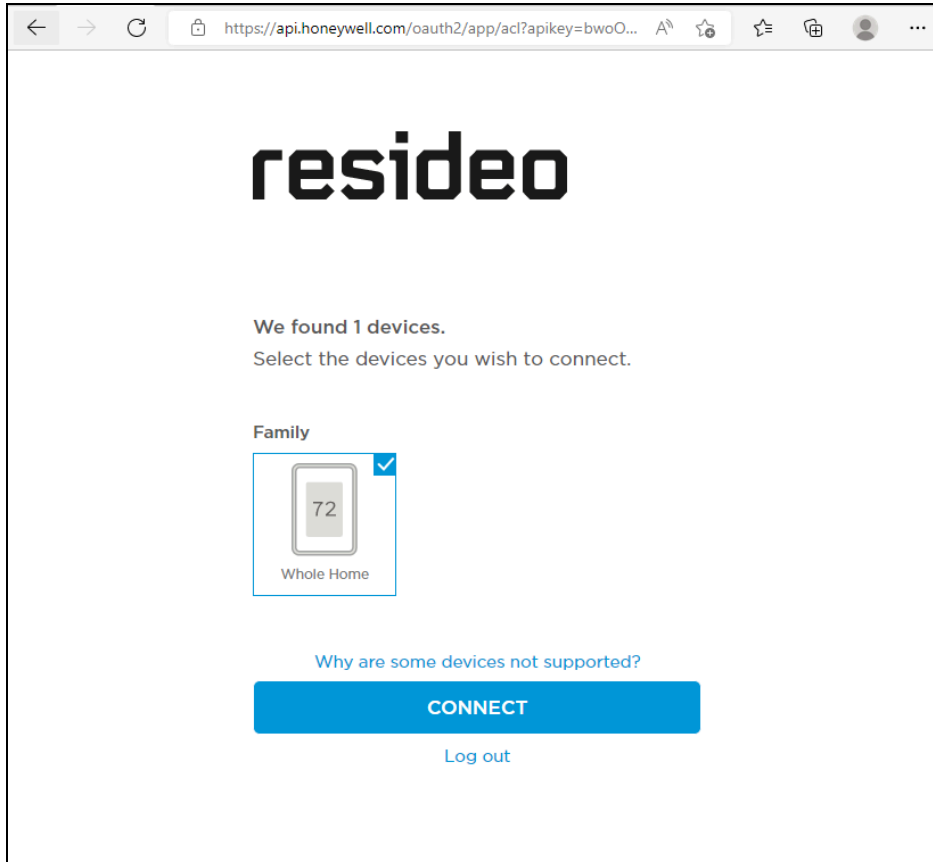 https://api.honeywell.com/oauth2/app/acl?apikey=bwoO...
resideo
We found 1 devices.
Select the devices you wish to connect.
Family
72
Whole Home
Why are some devices not supported?
CONNECT
Log out